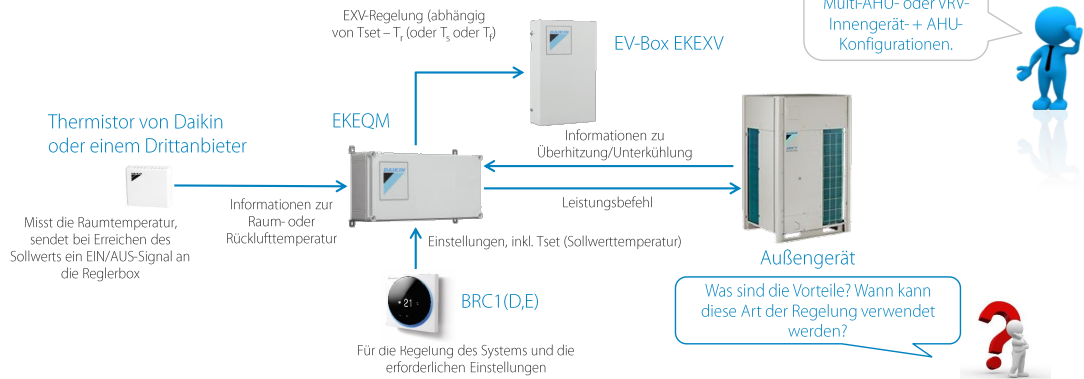 Multi-AHU- oder VRV-
Innengerät- + AHU-
Konfigurationen.
EXV-Regelung (abhängig
von Tset – Tr (oder Ts oder Tf)
EV-Box EKEXV
Thermistor von Daikin
oder einem Drittanbieter
EKEQM
Informationen zu
Überhitzung/Unterkühlung
Leistungsbefehl
Misst die Raumtemperatur,
sendet bei Erreichen des
Sollwerts ein EIN/AUS-Signal an
die Reglerbox
Informationen zur
Raum- oder
Rücklufttemperatur
Einstellungen, inkl. Tset (Sollwerttemperatur)
Außengerät
BRC1(D,E)
21
Für die Regelung des Systems und die
erforderlichen Einstellungen
Was sind die Vorteile? Wann kann
diese Art der Regelung verwendet
werden?